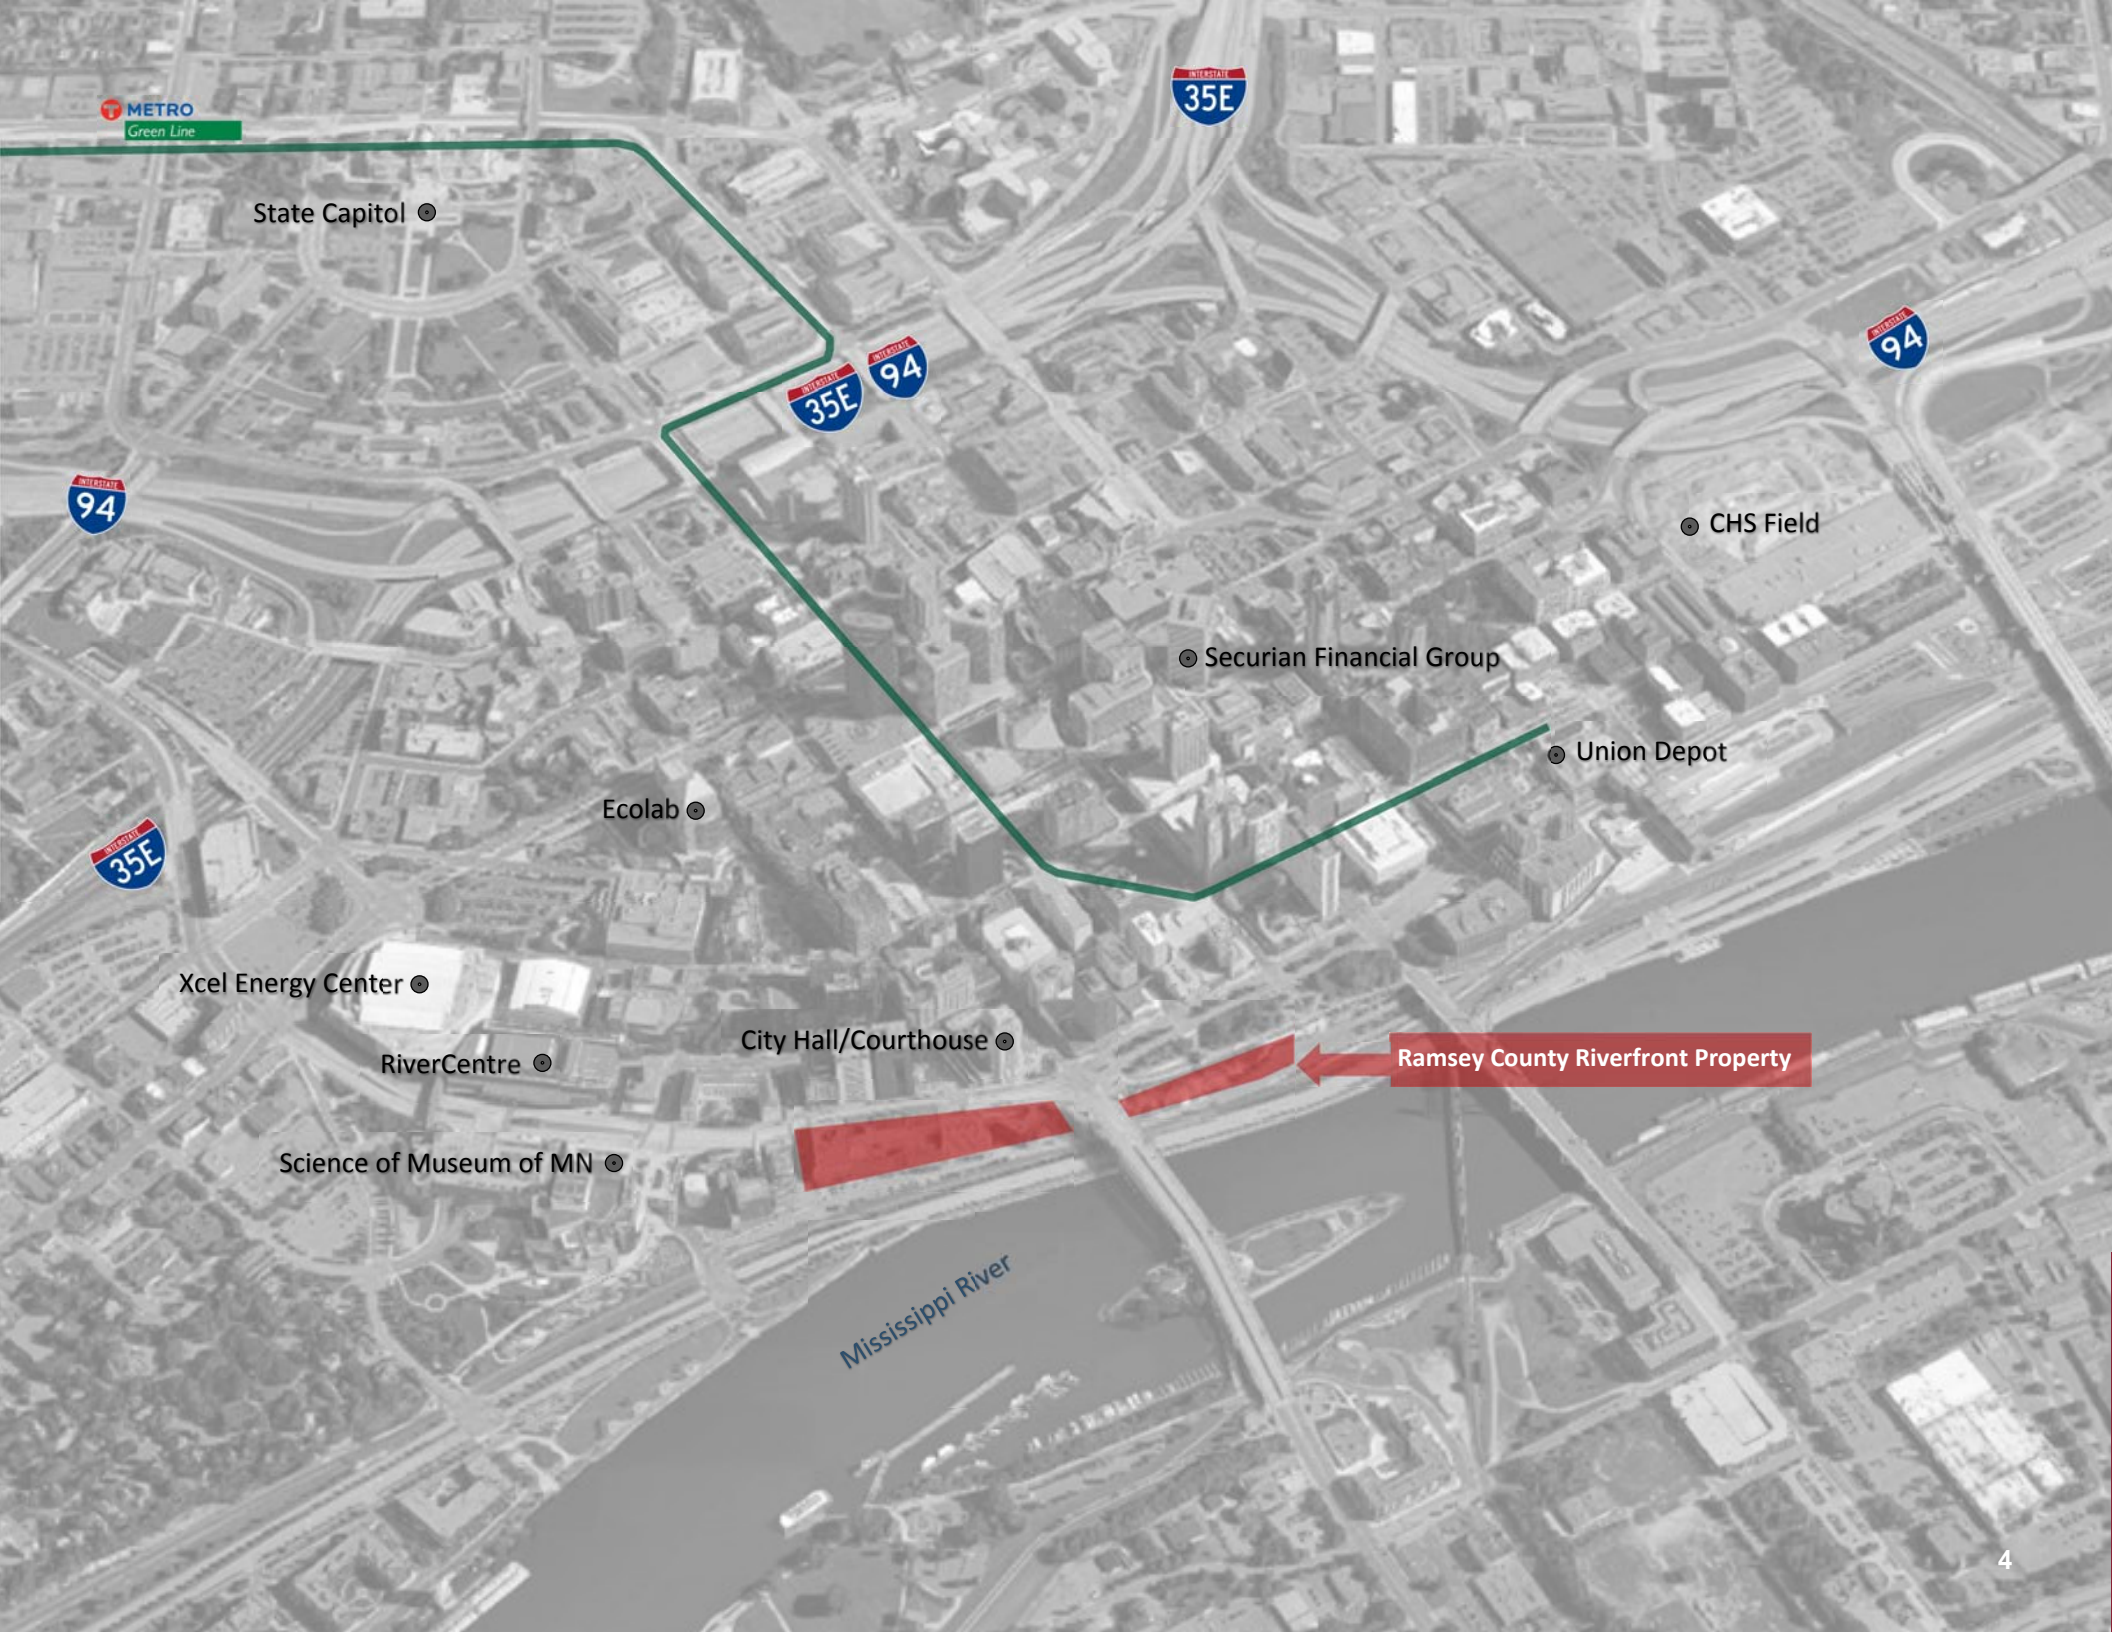 INTERSTATE
35E
METRO
Green Line
State Capitol
INTERSTATE
94
INTERSTATE
94
INTERSTATE
35E
INTERSTATE
94
CHS Field
Securian Financial Group
Union Depot
Ecolab
INTERSTATE
35E
Xcel Energy Center
City Hall/Courthouse
RiverCentre
Ramsey County Riverfront Property
Science of Museum of MN
Mississippi River
4